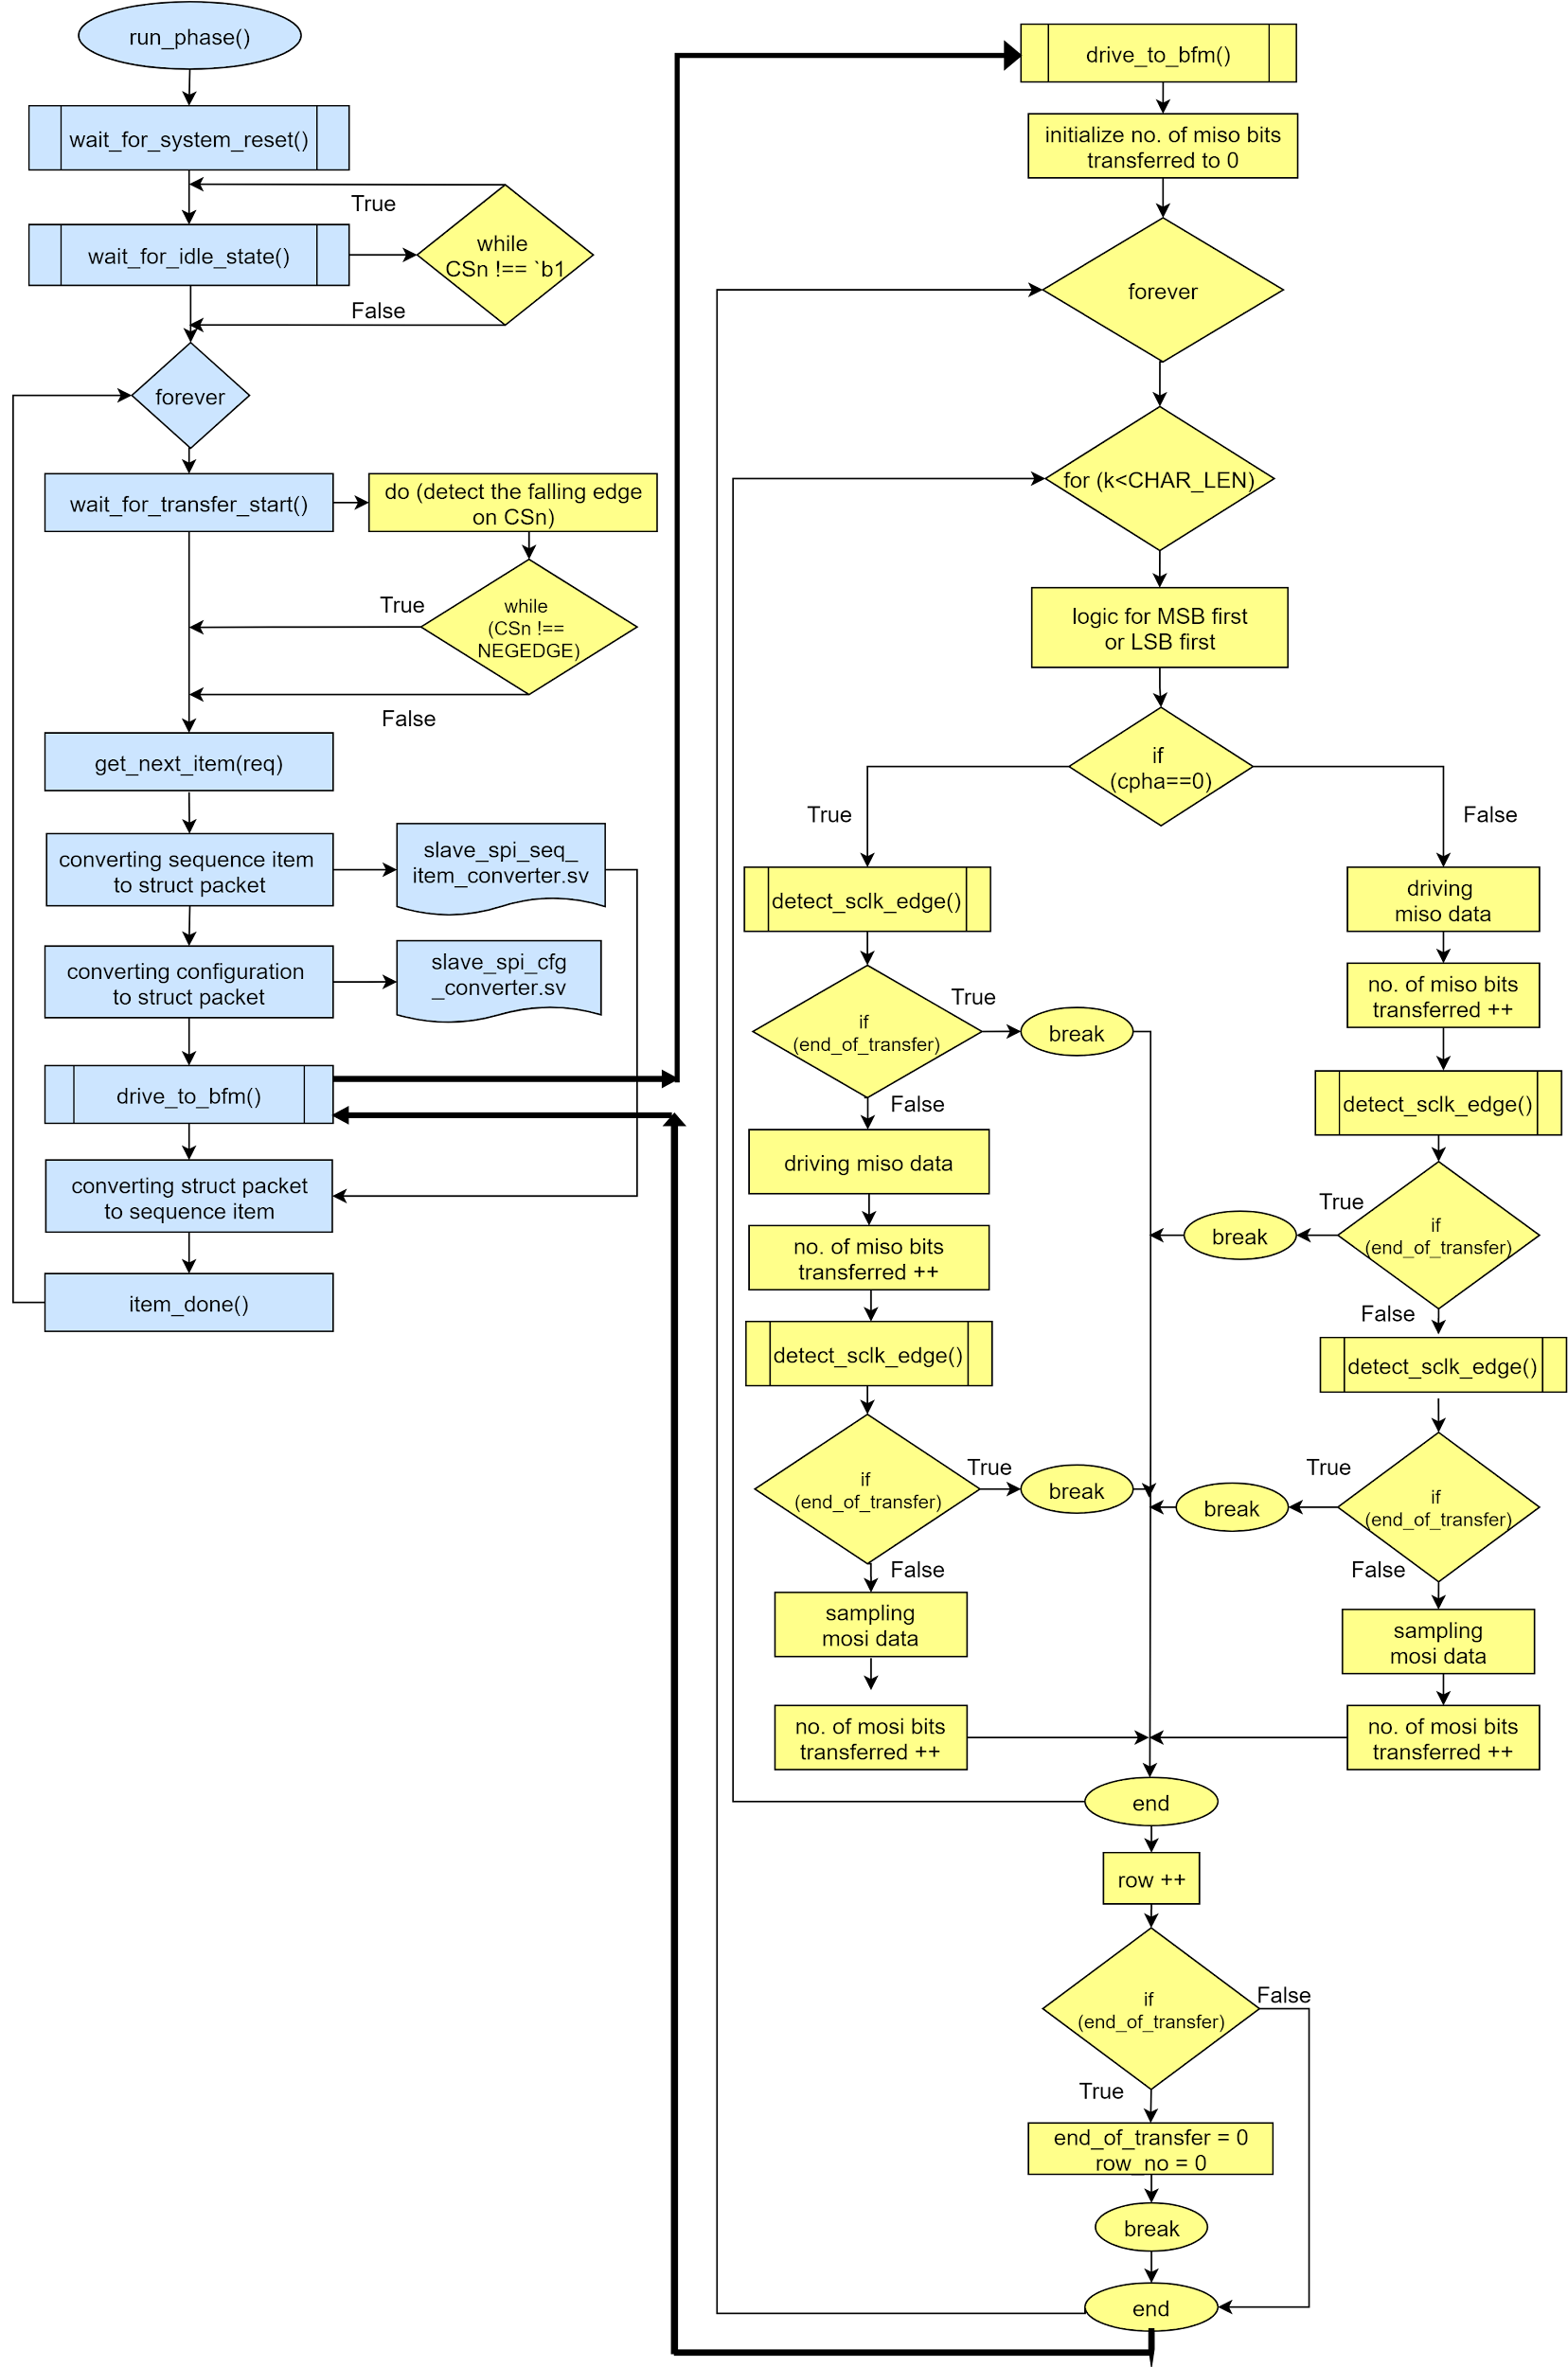 run_phase()
wait_for_system_reset()
True
wait_for_idle_state()
while
CSn !== `b1
False
forever
wait_for_transfer_start()
do (detect the falling edge
on CSn)
True
while
(CSn !==
NEGEDGE)
False
get_next_item(req)
converting sequence item
to struct packet
slave_spi_seq_
item_converter.sv
converting configuration
to struct packet
slave_spi_cfg
_converter.sv
drive_to_bfm()
converting struct packet
to sequence item
item_done()
drive_to_bfm()
initialize no. of miso bits
transferred to 0
forever
for (k<CHAR_LEN)
logic for MSB first
or LSB first
if
(cpha==0)
True
False
detect_sclk_edge()
if
(end_of_transfer)
True
break
False
driving miso data
no. of miso bits
transferred ++
detect_sclk_edge()
if
(end_of_transfer)
True
break
False
sampling
mosi data
no. of mosi bits
transferred ++
driving
miso data
no. of miso bits
transferred ++
detect_sclk_edge()
True
if
(end_of_transfer)
break
False
detect_sclk_edge()
True
if
(end_of_transfer)
break
False
sampling
mosi data
no. of mosi bits
transferred ++
end
row ++
if
(end_of_transfer)
False
True
end_of_transfer = 0
row_no = 0
break
end